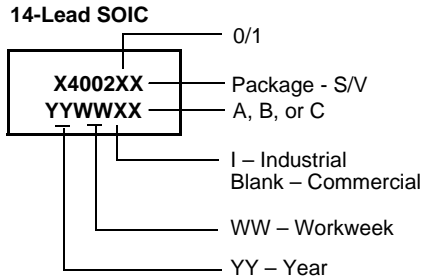 14-Lead SOIC
0/1
X4002XX
Package - S/V
YYWWXX
A, B, or C
I – Industrial
Blank – Commercial
WW – Workweek
YY – Year